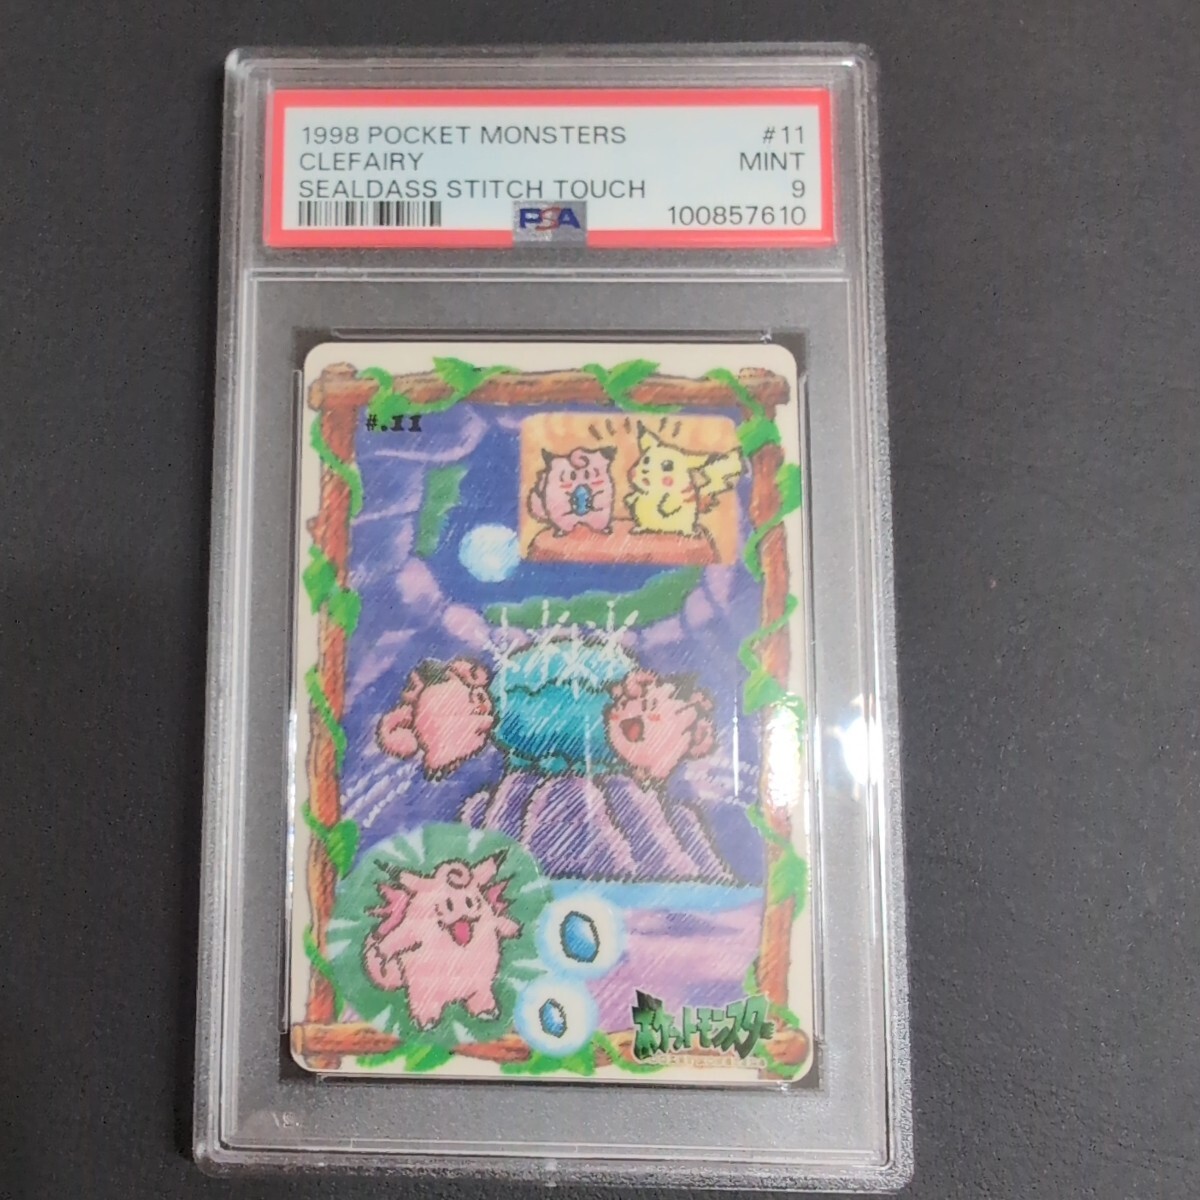 1998 POCKET MONSTERS #11
CLEFAIRY MINT
SEALDASS STITCH TOUCH 9
PSA 100857610
#.11
ポケットモンスター